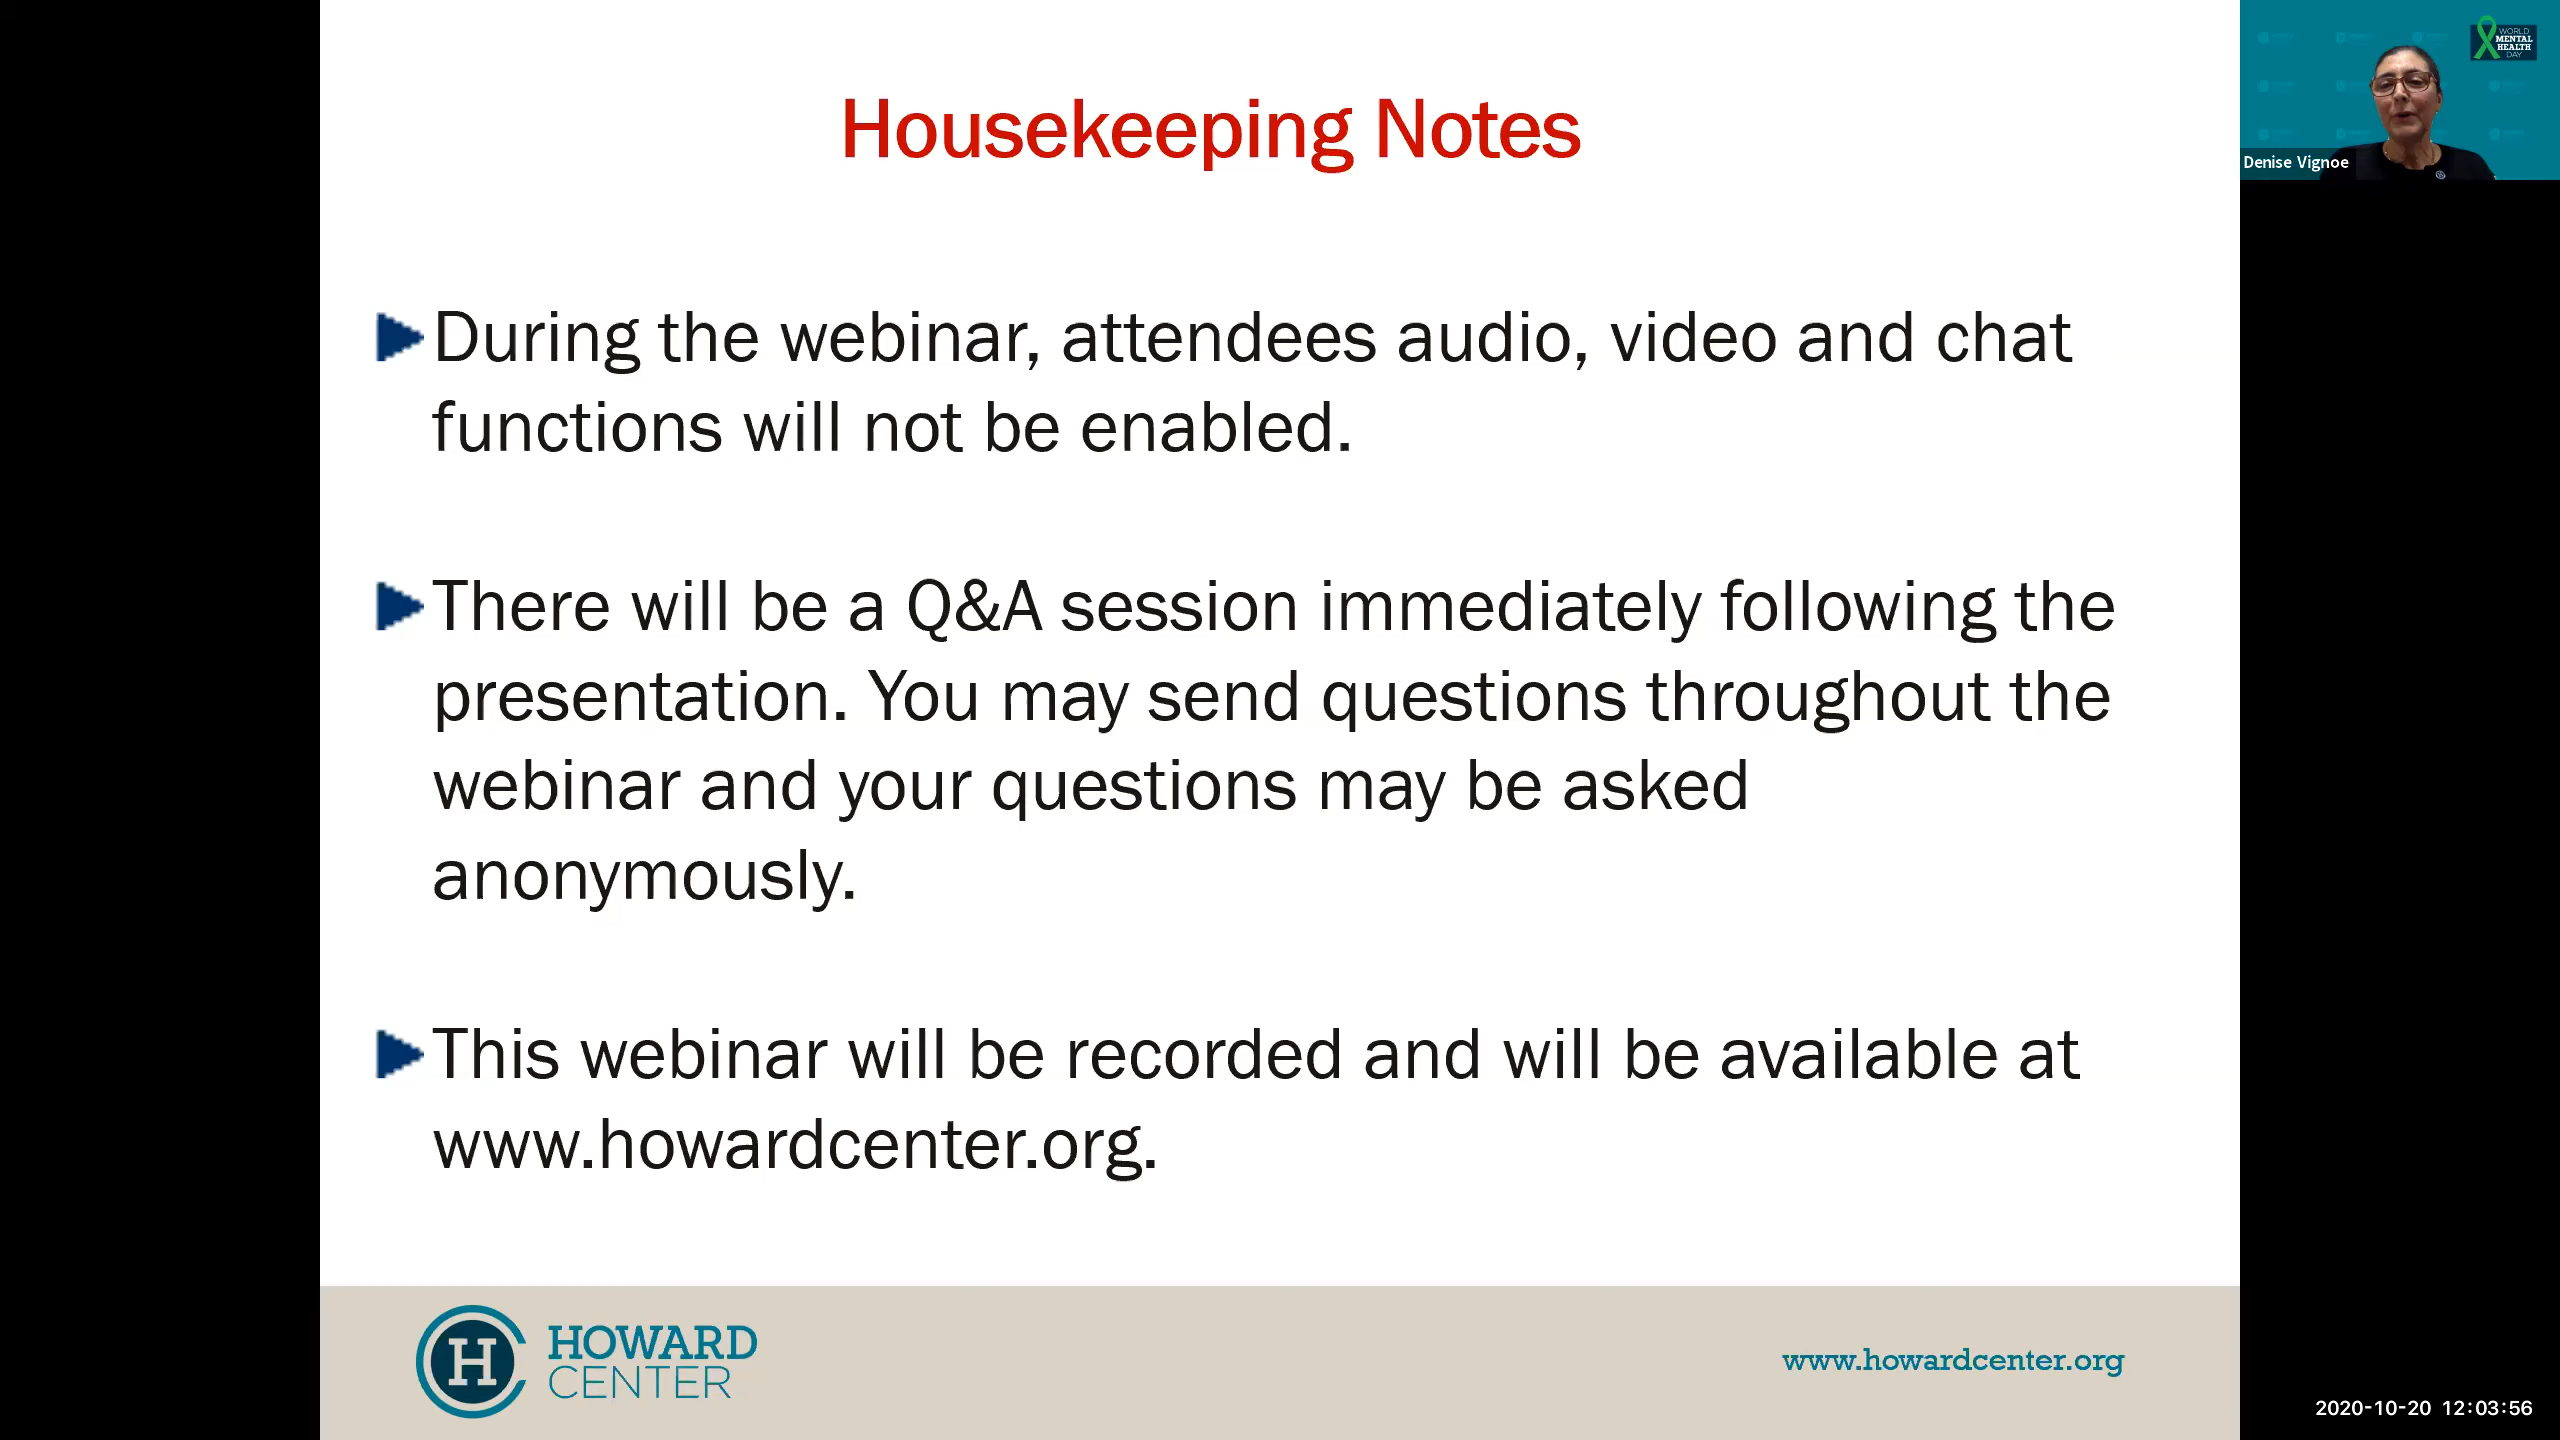 Housekeeping Notes
During the webinar, attendees audio, video and chat
functions will not be enabled.
There will be a Q&A session immediately following the
presentation. You may send questions throughout the
webinar and your questions may be asked
anonymously.
This webinar will be recorded and will be available at
www.howardcenter.org.
H
HOWARD
CENTER
www.howardcenter.org
WORLD
MENTAL
HEALTH
DAY
Denise Vignoe
2020-10-20 12:03:56